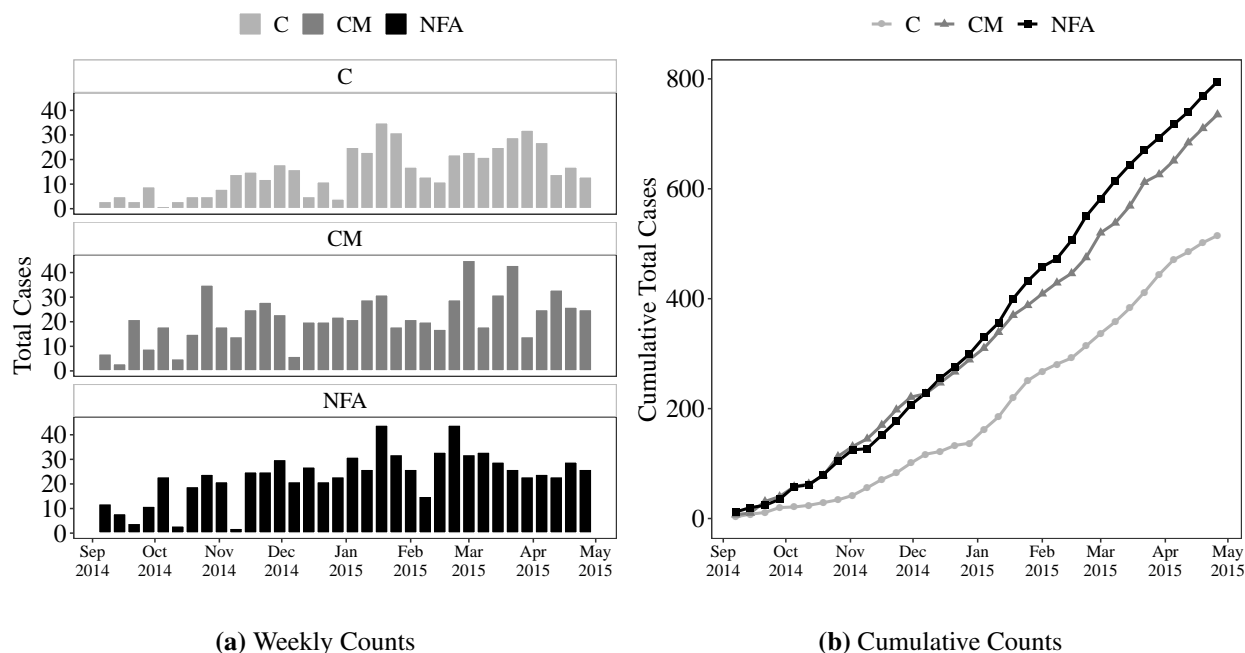 C CM NFA
C
40
30
20
10
0
CM
40
30
20
10
0
NFA
40
30
20
10
0
Total Cases
Sep Oct Nov Dec Jan Feb Mar Apr May
2014 2014 2014 2014 2015 2015 2015 2015 2015
(a) Weekly Counts
C CM NFA
800
600
400
200
0
Cumulative Total Cases
Sep Oct Nov Dec Jan Feb Mar Apr May
2014 2014 2014 2014 2015 2015 2015 2015 2015
(b) Cumulative Counts